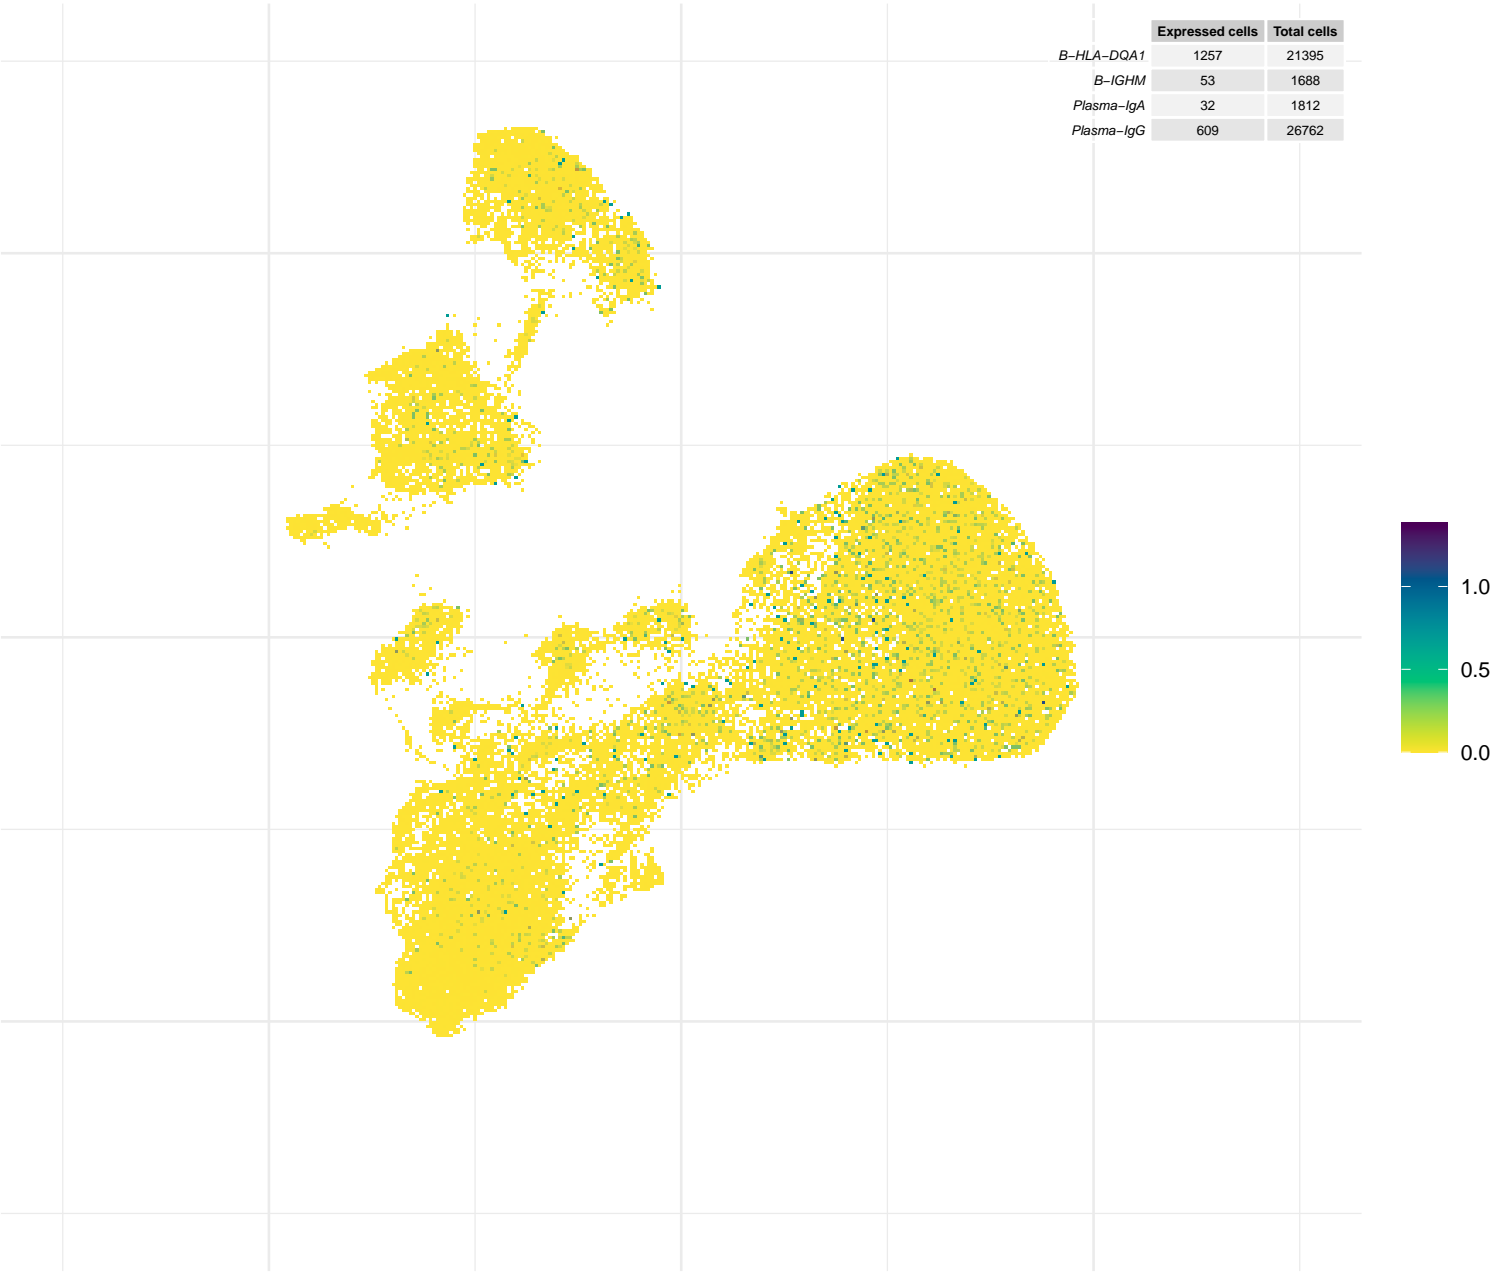 Expressed cells Total cells
B−HLA−DQA1 1257 21395
B−IGHM 53 1688
Plasma−IgA 32 1812
Plasma−IgG 609 26762
1.0
0.5
0.0